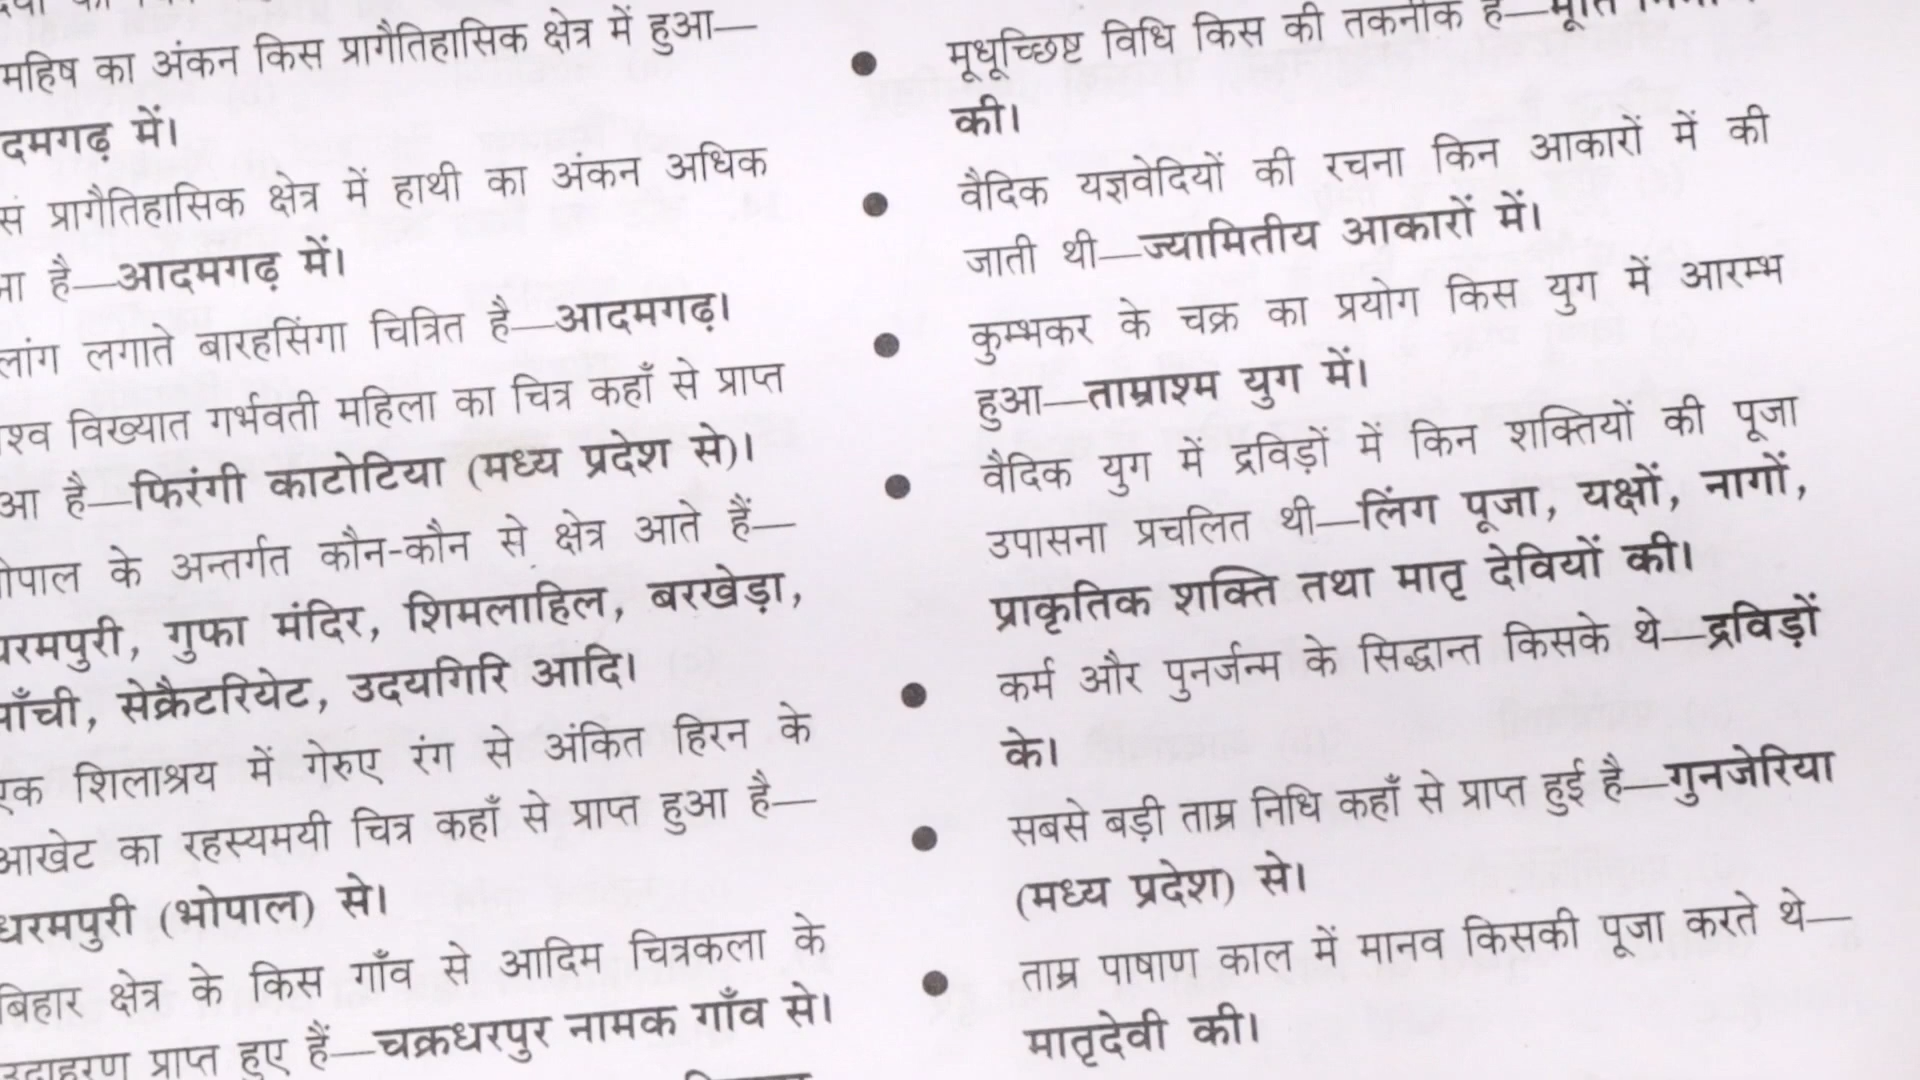 महिष का अंकन किस प्रागैतिहासिक क्षेत्र में हुआ—
दमगढ़ में।
सं प्रागैतिहासिक क्षेत्र में हाथी का अंकन अधिक
है—आदमगढ़ में।
लांग लगाते बारहसिंगा चित्रित है—आदमगढ़।
श्व विख्यात गर्भवती महिला का चित्र कहाँ से प्राप्त
आ है—फिरंगी काटोटिया (मध्य प्रदेश से)।
ोपाल के अन्तर्गत कौन-कौन से क्षेत्र आते हैं—
रमपुरी, गुफा मंदिर, शिमलाहिल, बरखेड़ा,
ाँची, सेक्रैटरियेट, उदयगिरि आदि।
एक शिलाश्रय में गेरुए रंग से अंकित हिरन के
आखेट का रहस्यमयी चित्र कहाँ से प्राप्त हुआ है—
धरमपुरी (भोपाल) से।
बिहार क्षेत्र के किस गाँव से आदिम चित्रकला के
उदाहरण प्राप्त हुए हैं—चक्रधरपुर नामक गाँव से।
● मूधूच्छिष्ट विधि किस की तकनीक है—मूर्ति
की।
● वैदिक यज्ञवेदियों की रचना किन आकारों में की
जाती थी—ज्यामितीय आकारों में।
● कुम्भकर के चक्र का प्रयोग किस युग में आरम्भ
हुआ—ताम्राश्म युग में।
● वैदिक युग में द्रविड़ों में किन शक्तियों की पूजा
उपासना प्रचलित थी—लिंग पूजा, यक्षों, नागों,
प्राकृतिक शक्ति तथा मातृ देवियों की।
● कर्म और पुनर्जन्म के सिद्धान्त किसके थे—द्रविड़ों
के।
● सबसे बड़ी ताम्र निधि कहाँ से प्राप्त हुई है—गुनजेरिया
(मध्य प्रदेश) से।
● ताम्र पाषाण काल में मानव किसकी पूजा करते थे—
मातृदेवी की।